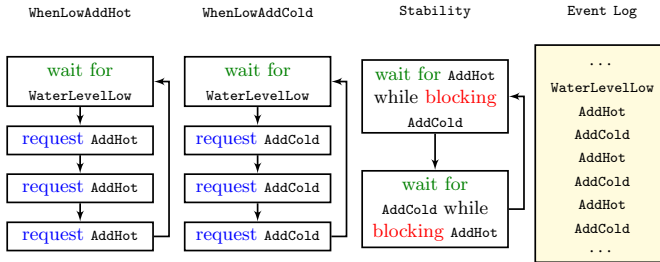 WhenLowAddHot
wait for
WaterLevelLow
request AddHot
request AddHot
request AddHot
WhenLowAddCold
wait for
WaterLevelLow
request AddCold
request AddCold
request AddCold
Stability
wait for AddHot
while blocking
AddCold
wait for
AddCold while
blocking AddHot
Event Log
...
WaterLevelLow
AddHot
AddCold
AddHot
AddCold
AddHot
AddCold
...